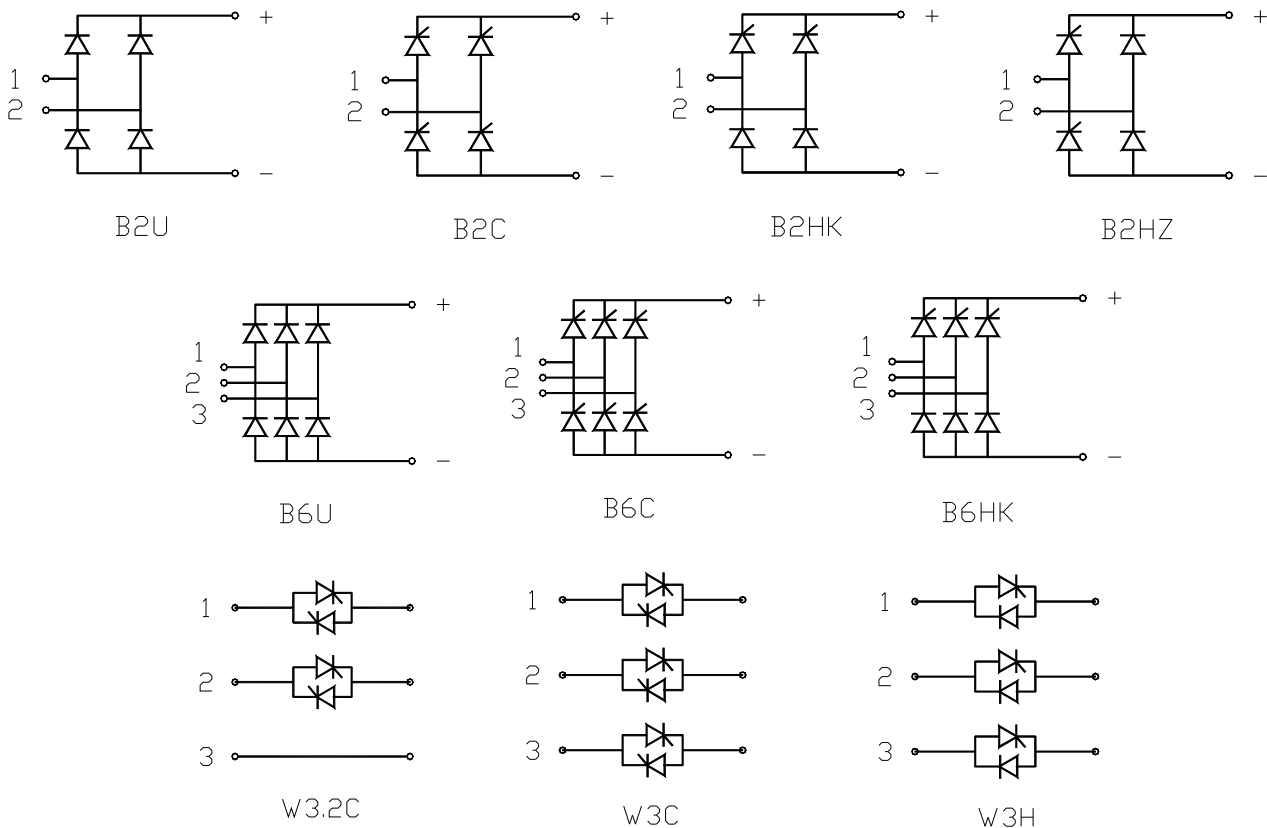 + + + +
1 1 1 1
2 2 2 2
- - - -
B2U B2C B2HK B2HZ
+ + +
1 1 1
2 2 2
3 3 3
- - -
B6U B6C B6HK
1 1 1
2 2 2
3 3 3
W3.2C W3C W3H